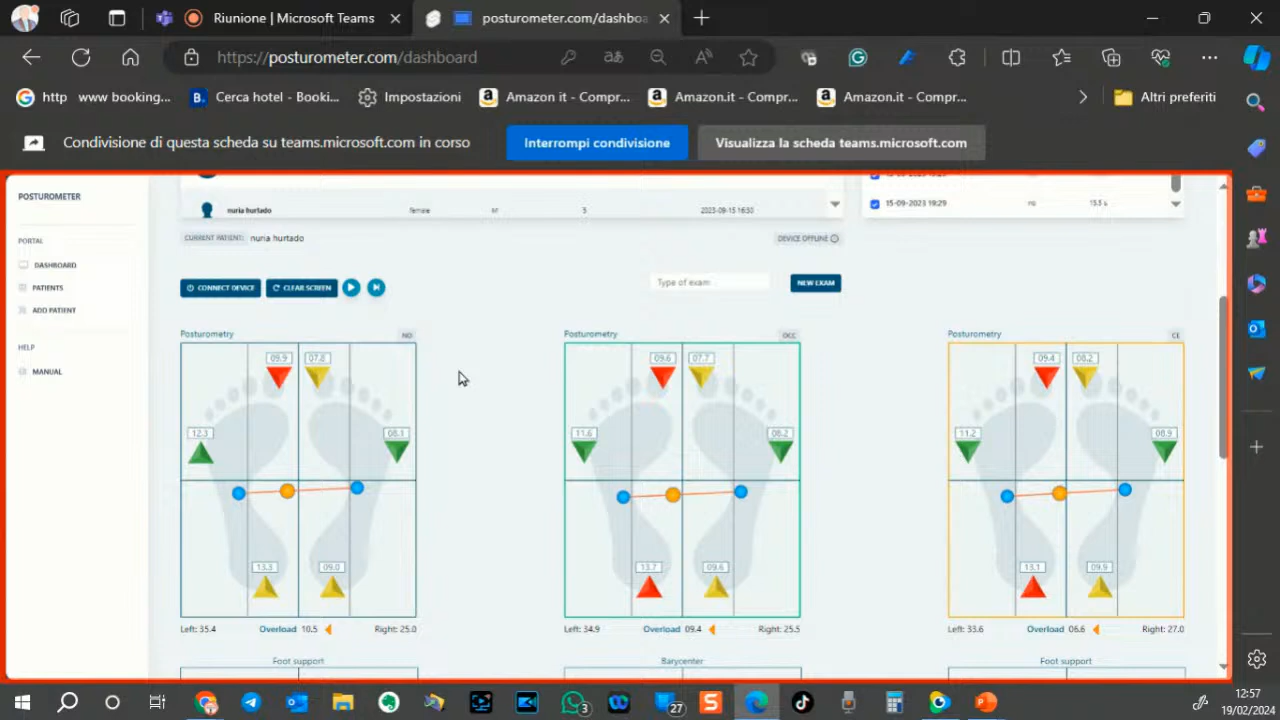 Riunione | Microsoft Teams
posturometer.com/dashboa
https://posturometer.com/dashboard
http www booking...
Cerca hotel - Booki...
Impostazioni
Amazon it - Compr...
Amazon.it - Compr...
Amazon.it - Compr...
Altri preferiti
Condivisione di questa scheda su teams.microsoft.com in corso
Interrompi condivisione
Visualizza la scheda teams.microsoft.com
POSTUROMETER
PORTAL
DASHBOARD
PATIENTS
ADD PATIENT
HELP
MANUAL
nuria hurtado
Female
M
2023-09-15 16:30
15-09-2023 19:29
no
CURRENT PATIENT: nuria hurtado
DEVICE OFFLINE
CONNECT DEVICE
CLEAR SCREEN
Type of exam
NEW EXAM
Posturometry
NO
09.9
07.8
12.3
08.1
13.3
09.0
Left: 35.4
Overload 10.5
Right: 25.0
Foot support
Posturometry
OCC
09.6
07.7
11.6
08.2
13.7
09.6
Left: 34.9
Overload 09.4
Right: 25.5
Barycenter
Posturometry
CE
09.4
08.2
11.2
08.9
13.1
09.9
Left: 33.6
Overload 06.6
Right: 27.0
Foot support
3
27
12:57
19/02/2024